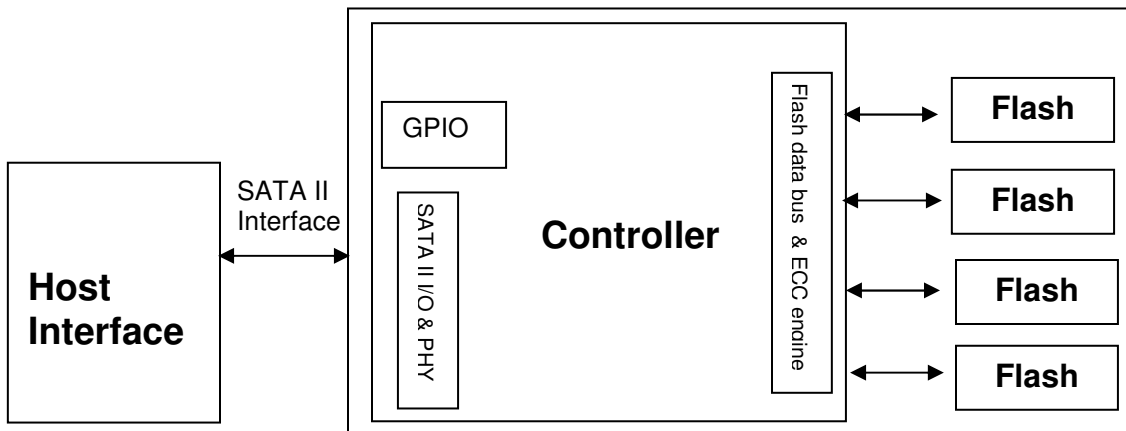 Host
Interface
SATA II
Interface
GPIO
SATA II I/O & PHY
Controller
Flash data bus & ECC engine
Flash
Flash
Flash
Flash